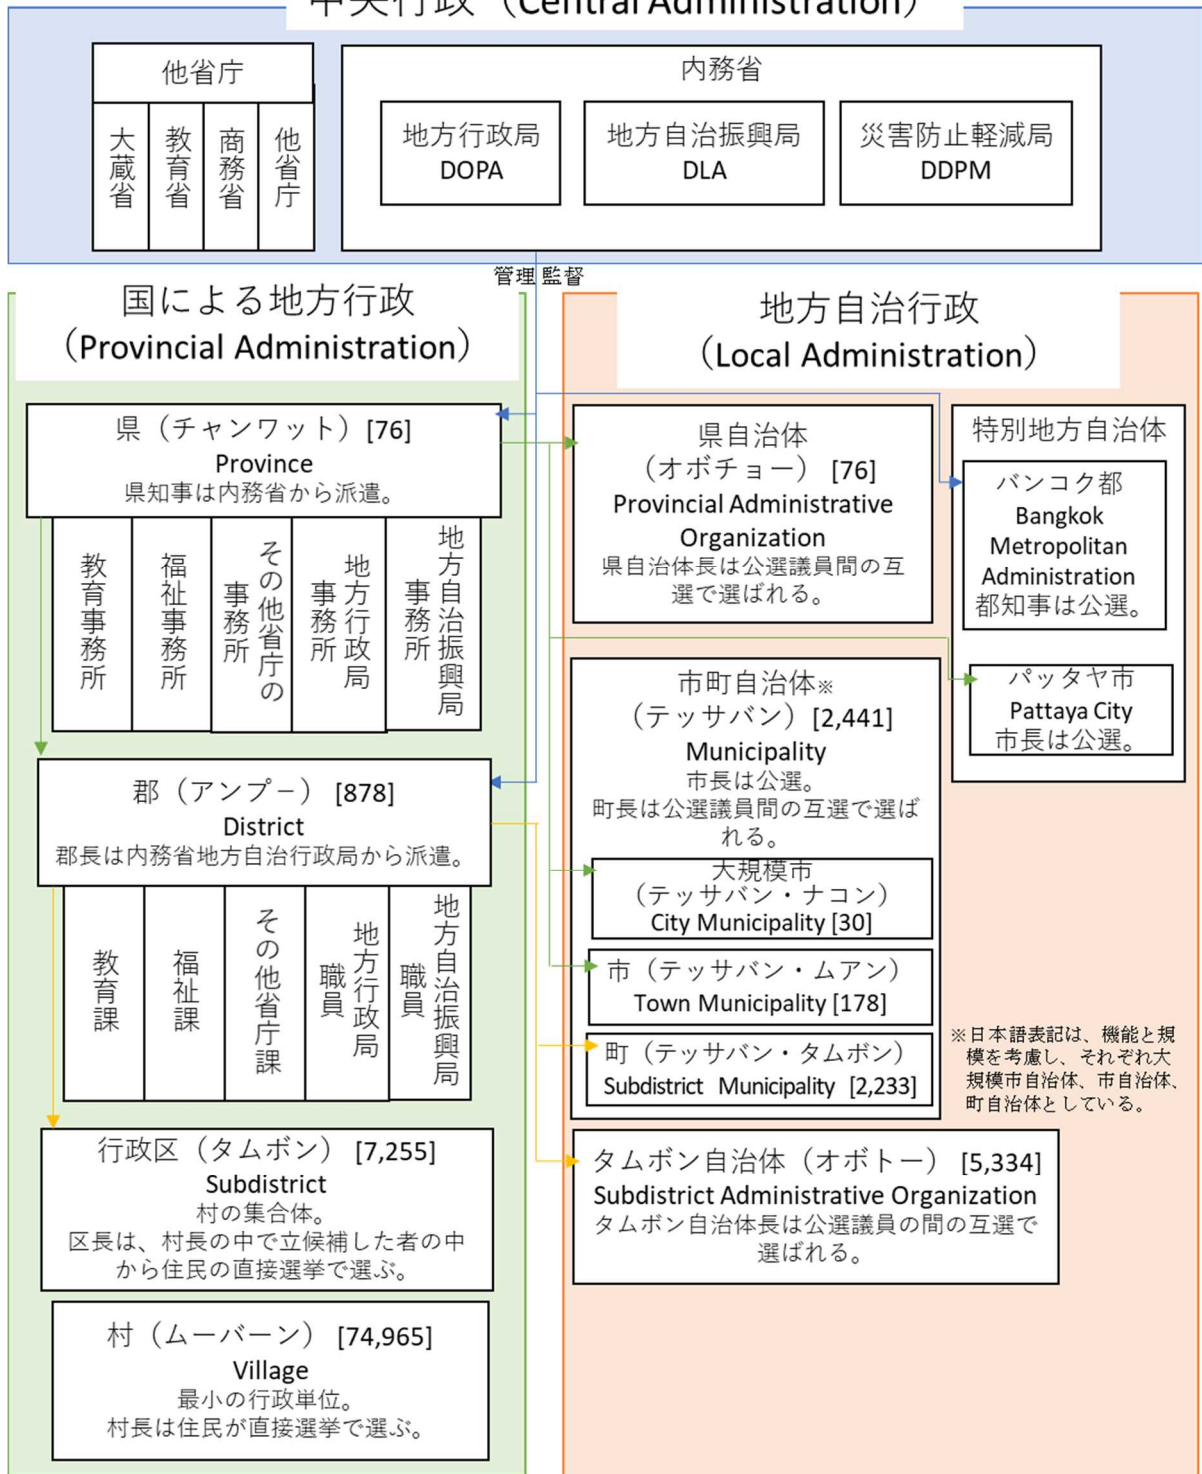 中央行政（Central Administration）
他省庁
大蔵省
教育省
商務省
他省庁
内務省
地方行政局
DOPA
地方自治振興局
DLA
災害防止軽減局
DDPM
管理監督
国による地方行政
（Provincial Administration）
県（チャンワット）[76]
Province
県知事は内務省から派遣。
教育事務所
福祉事務所
その他省庁の
事務所
地方行政局
事務所
地方自治振興局
事務所
郡（アンプー）[878]
District
郡長は内務省地方自治行政局から派遣。
教育課
福祉課
その他省庁課
地方行政局
職員
地方自治振興局
職員
行政区（タムボン）[7,255]
Subdistrict
村の集合体。
区長は、村長の中で立候補した者の中
から住民の直接選挙で選ぶ。
村（ムーバーン）[74,965]
Village
最小の行政単位。
村長は住民が直接選挙で選ぶ。
地方自治行政
（Local Administration）
県自治体
（オボチョー）[76]
Provincial Administrative
Organization
県自治体長は公選議員間の互
選で選ばれる。
特別地方自治体
バンコク都
Bangkok
Metropolitan
Administration
都知事は公選。
パッタヤ市
Pattaya City
市長は公選。
市町自治体※
（テッサバン）[2,441]
Municipality
市長は公選。
町長は公選議員間の互選で選ば
れる。
大規模市
（テッサバン・ナコン）
City Municipality [30]
市（テッサバン・ムアン）
Town Municipality [178]
町（テッサバン・タムボン）
Subdistrict Municipality [2,233]
※日本語表記は、機能と規
模を考慮し、それぞれ大
規模市自治体、市自治体、
町自治体としている。
タムボン自治体（オボトー）[5,334]
Subdistrict Administrative Organization
タムボン自治体長は公選議員の間の互選で
選ばれる。